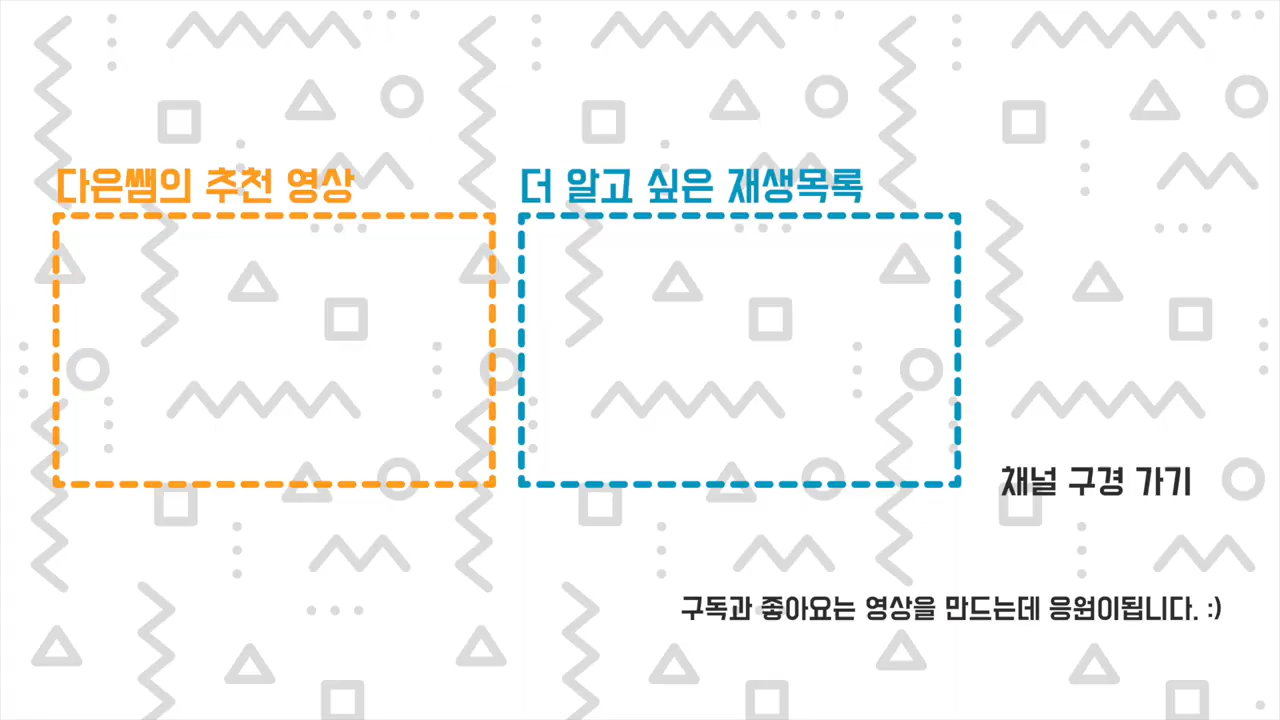 다은쌤의 추천 영상
더 알고 싶은 재생목록
채널 구경 가기
구독과 좋아요는 영상을 만드는데 응원이됩니다. :)